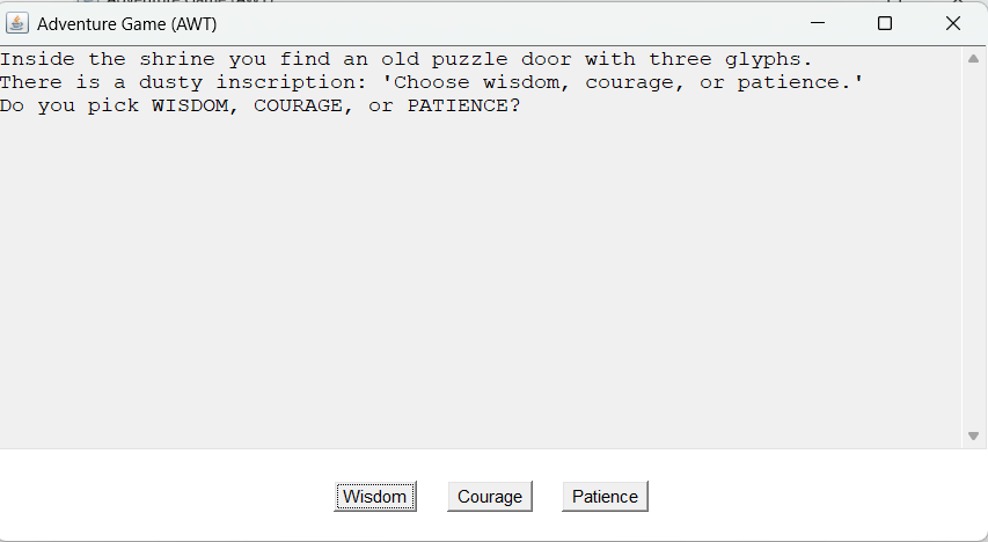 Adventure Game (AWT)
Inside the shrine you find an old puzzle door with three glyphs.
There is a dusty inscription: 'Choose wisdom, courage, or patience.'
Do you pick WISDOM, COURAGE, or PATIENCE?
Wisdom Courage Patience